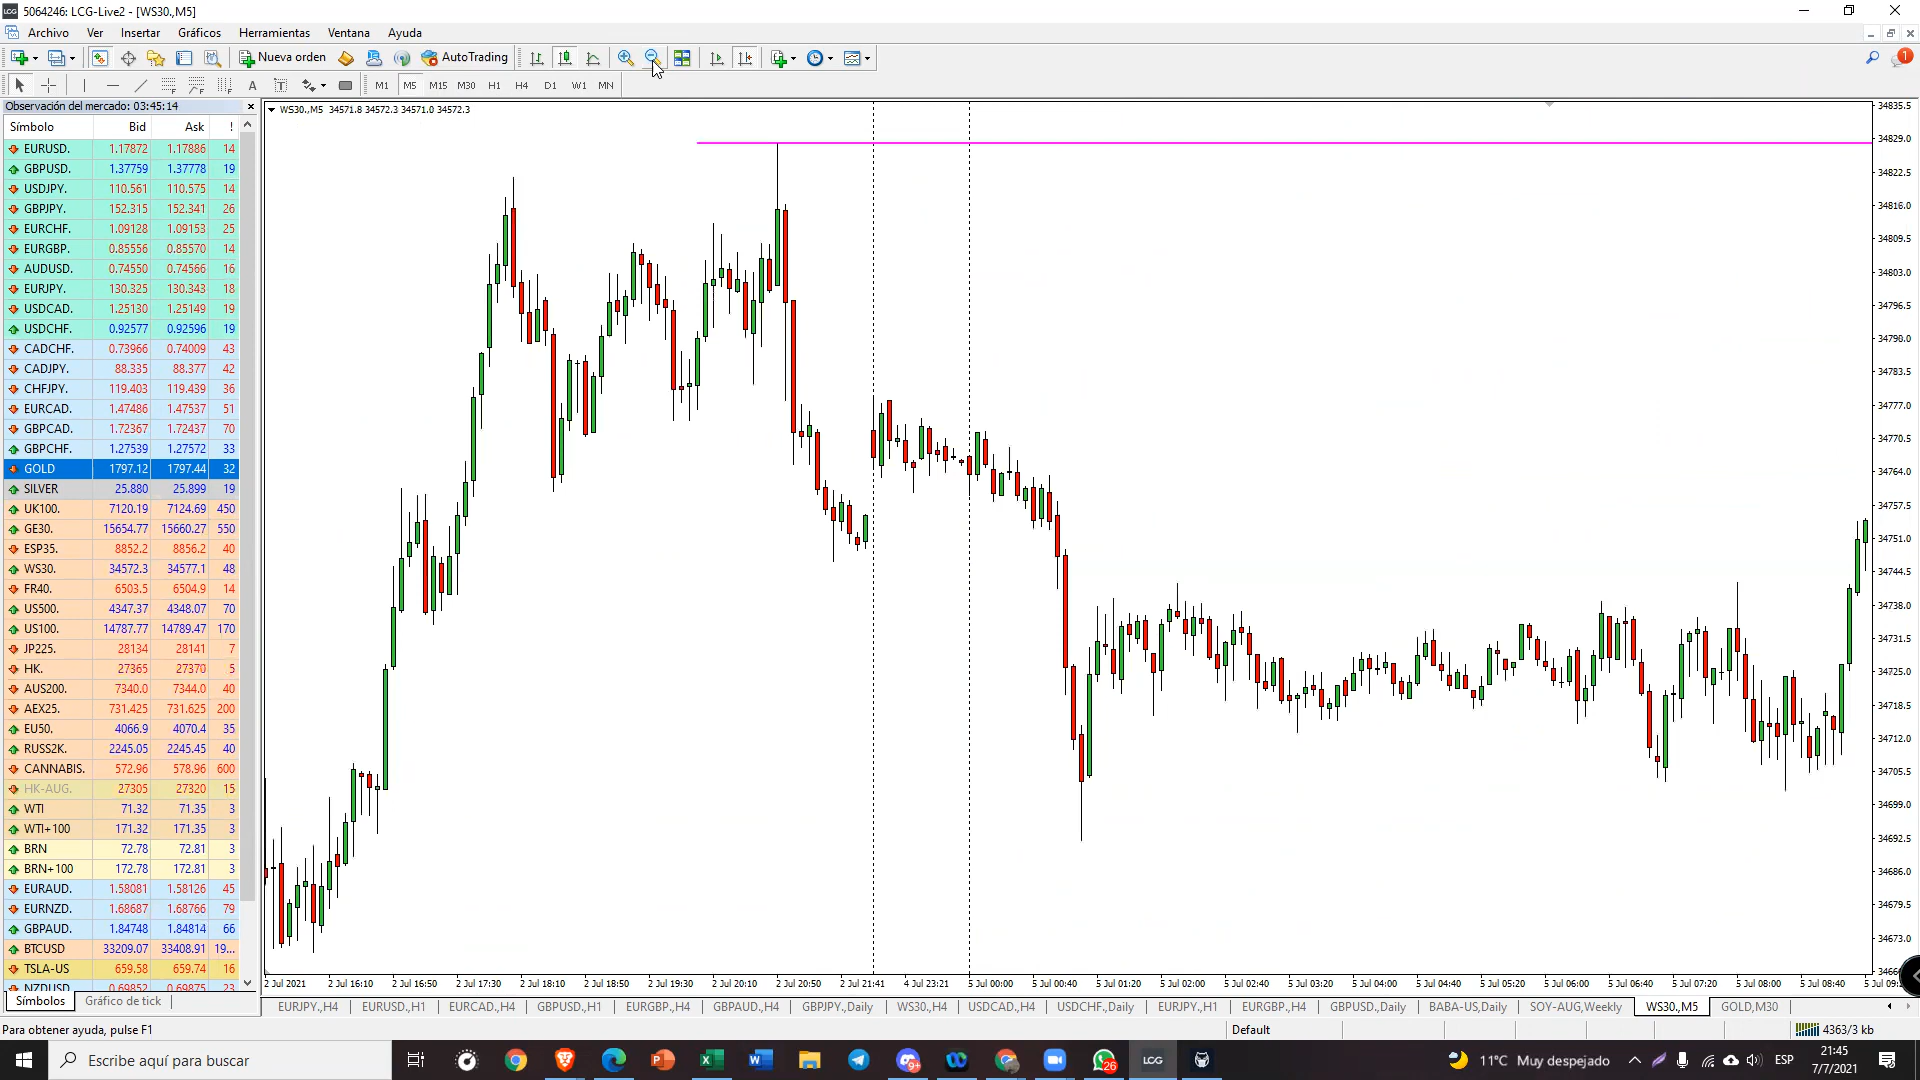 5064246: LCG-Live2 - [WS30.,M5]
Archivo Ver Insertar Gráficos Herramientas Ventana Ayuda
Nueva orden AutoTrading
M1 M5 M15 M30 H1 H4 D1 W1 MN
Observación del mercado: 03:45:14
WS30.,M5 34571.8 34572.3 34571.0 34572.3
Símbolo Bid Ask !
EURUSD. 1.17872 1.17886 14
GBPUSD. 1.37759 1.37778 19
USDJPY. 110.561 110.575 14
GBPJPY. 152.315 152.341 26
EURCHF. 1.09128 1.09153 25
EURGBP. 0.85556 0.85570 14
AUDUSD. 0.74550 0.74566 16
EURJPY. 130.325 130.343 18
USDCAD. 1.25130 1.25149 19
USDCHF. 0.92577 0.92596 19
CADCHF. 0.73966 0.74009 43
CADJPY. 88.335 88.377 42
CHFJPY. 119.403 119.439 36
EURCAD. 1.47486 1.47537 51
GBPCAD. 1.72367 1.72437 70
GBPCHF. 1.27539 1.27572 33
GOLD 1797.12 1797.44 32
SILVER 25.880 25.899 19
UK100. 7120.19 7124.69 450
GE30. 15654.77 15660.27 550
ESP35. 8852.2 8856.2 40
WS30. 34572.3 34577.1 48
FR40. 6503.5 6504.9 14
US500. 4347.37 4348.07 70
US100. 14787.77 14789.47 170
JP225. 28134 28141 7
HK. 27365 27370 5
AUS200. 7340.0 7344.0 40
AEX25. 731.425 731.625 200
EU50. 4066.9 4070.4 35
RUSS2K. 2245.05 2245.45 40
CANNABIS. 572.96 578.96 600
HK-AUG. 27305 27320 15
WTI 71.32 71.35 3
WTI+100 171.32 171.35 3
BRN 72.78 72.81 3
BRN+100 172.78 172.81 3
EURAUD. 1.58081 1.58126 45
EURNZD. 1.68687 1.68766 79
GBPAUD. 1.84748 1.84814 66
BTCUSD 33209.07 33408.91 19...
TSLA-US 659.58 659.74 16
NZDUSD 0.69852 0.69875 23
34835.5
34829.0
34822.5
34816.0
34809.5
34803.0
34796.5
34790.0
34783.5
34777.0
34770.5
34764.0
34757.5
34751.0
34744.5
34738.0
34731.5
34725.0
34718.5
34712.0
34705.5
34699.0
34692.5
34686.0
34679.5
34673.0
2 Jul 2021 2 Jul 16:10 2 Jul 16:50 2 Jul 17:30 2 Jul 18:10 2 Jul 18:50 2 Jul 19:30 2 Jul 20:10 2 Jul 20:50 2 Jul 21:41 4 Jul 23:21 5 Jul 00:00 5 Jul 00:40 5 Jul 01:20 5 Jul 02:00 5 Jul 02:40 5 Jul 03:20 5 Jul 04:00 5 Jul 04:40 5 Jul 05:20 5 Jul 06:00 5 Jul 06:40 5 Jul 07:20 5 Jul 08:00 5 Jul 08:40
Símbolos Gráfico de tick
EURJPY.,H4 EURUSD.,H1 EURCAD.,H4 GBPUSD.,H1 EURGBP.,H4 GBPAUD.,H4 GBPJPY.,Daily WS30.,H4 USDCAD.,H4 USDCHF.,Daily EURJPY.,H1 EURGBP.,H4 GBPUSD.,Daily BABA-US,Daily SOY-AUG,Weekly WS30.,M5 GOLD,M30
Para obtener ayuda, pulse F1 Default 4363/3 kb
Escribe aquí para buscar
11°C Muy despejado
ESP
21:45
7/7/2021